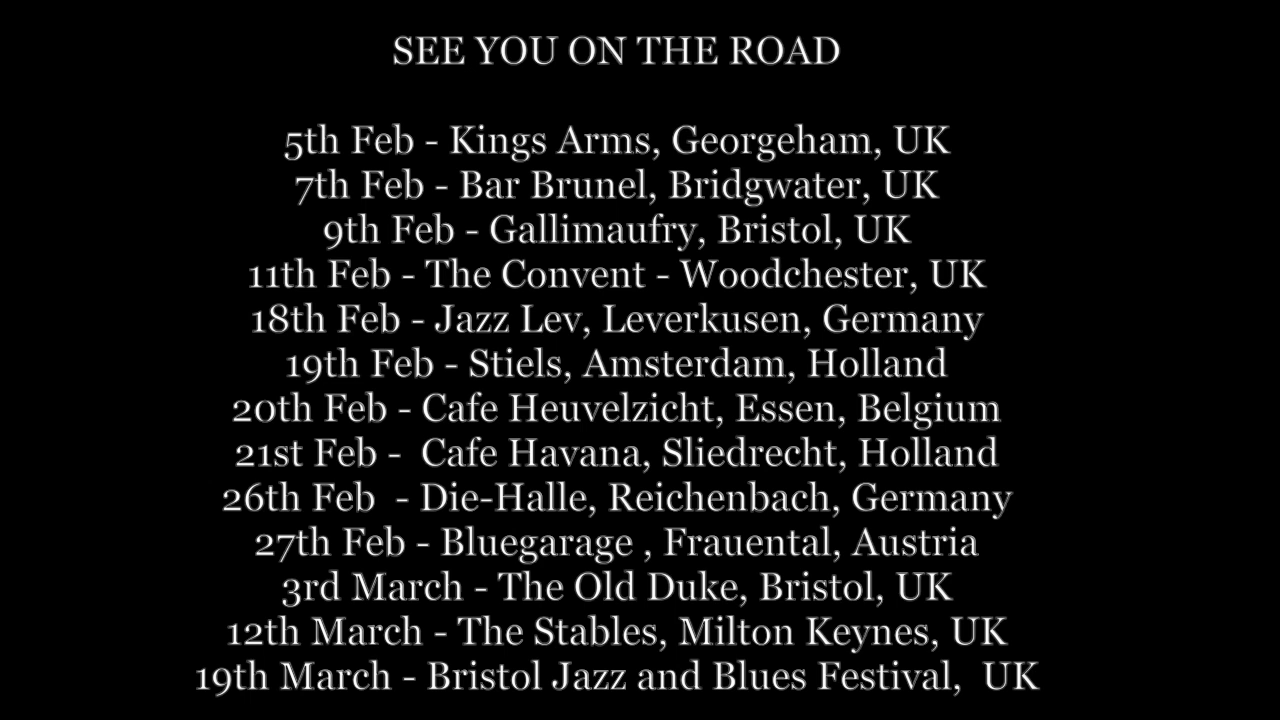 SEE YOU ON THE ROAD
5th Feb - Kings Arms, Georgeham, UK
7th Feb - Bar Brunel, Bridgwater, UK
9th Feb - Gallimaufry, Bristol, UK
11th Feb - The Convent - Woodchester, UK
18th Feb - Jazz Lev, Leverkusen, Germany
19th Feb - Stiels, Amsterdam, Holland
20th Feb - Cafe Heuvelzicht, Essen, Belgium
21st Feb -  Cafe Havana, Sliedrecht, Holland
26th Feb  - Die-Halle, Reichenbach, Germany
27th Feb - Bluegarage , Frauental, Austria
3rd March - The Old Duke, Bristol, UK
12th March - The Stables, Milton Keynes, UK
19th March - Bristol Jazz and Blues Festival,  UK